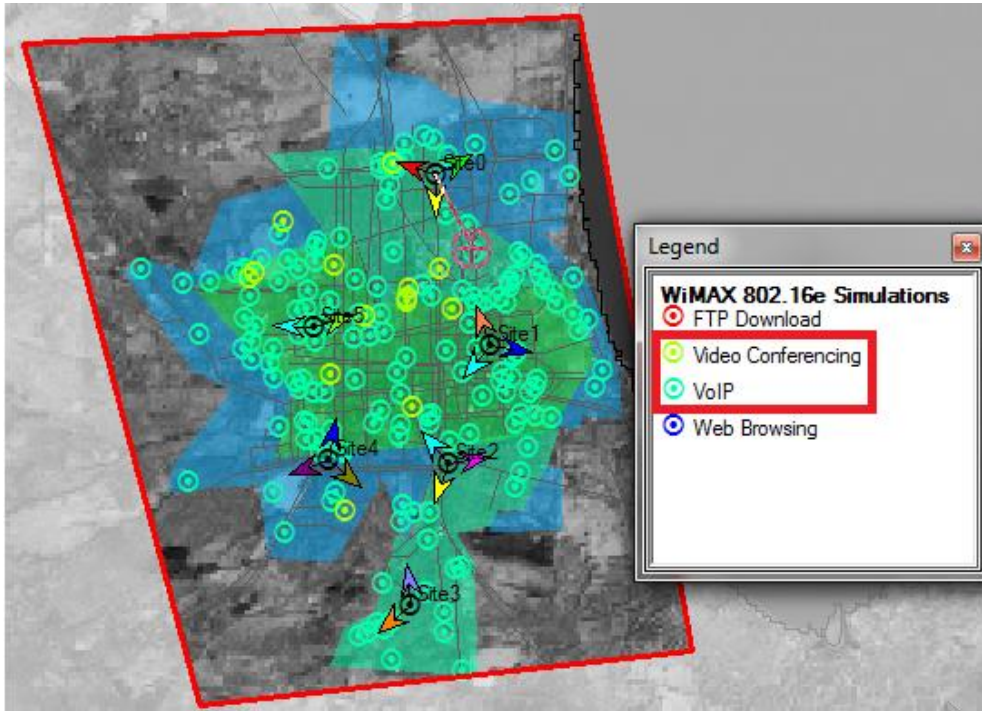 Site0
Legend
WiMAX 802.16e Simulations
FTP Download
Video Conferencing
VoIP
Web Browsing
Site5
Site1
Site4
Site2
Site3